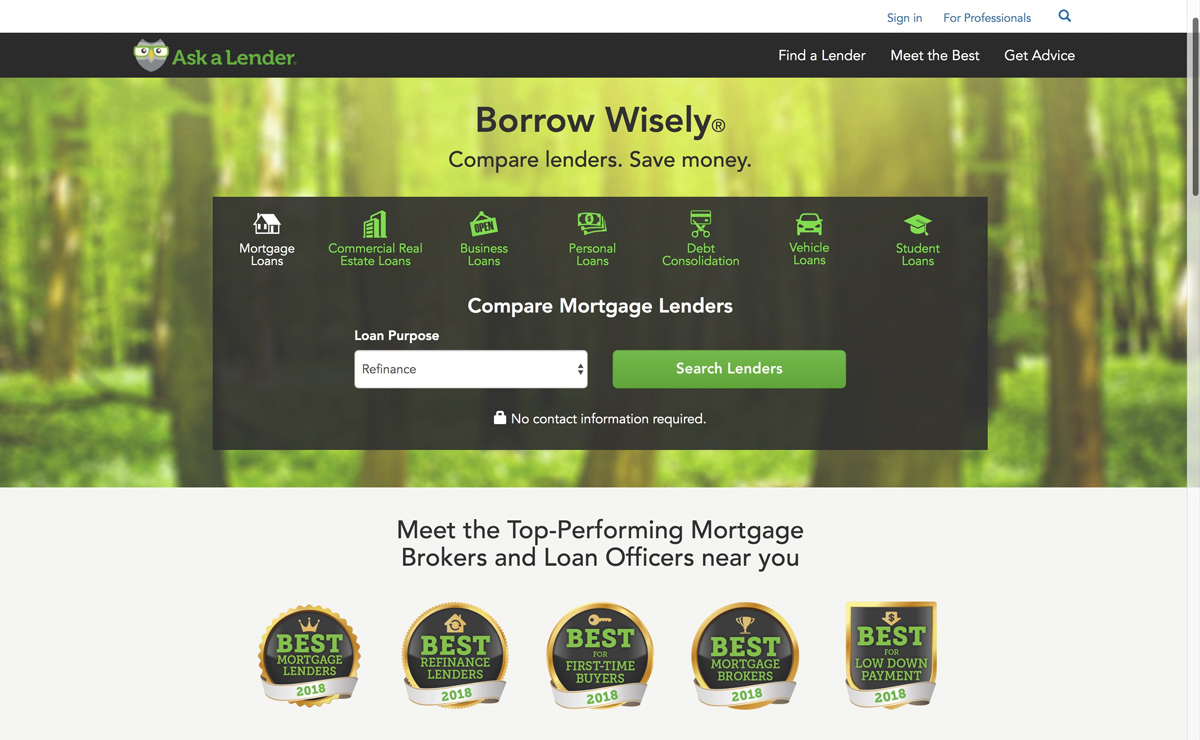 Sign in
For Professionals
Ask a Lender
Find a Lender
Meet the Best
Get Advice
Borrow Wisely®
Compare lenders. Save money.
Mortgage
Loans
Commercial Real
Estate Loans
OPEN
Business
Loans
Personal
Loans
Debt
Consolidation
Vehicle
Loans
Student
Loans
Compare Mortgage Lenders
Loan Purpose
Refinance
Search Lenders
No contact information required.
Meet the Top-Performing Mortgage
Brokers and Loan Officers near you
BEST
MORTGAGE
LENDERS
2018
BEST
REFINANCE
LENDERS
2018
BEST
FOR
FIRST-TIME
BUYERS
2018
BEST
MORTGAGE
BROKERS
2018
$
BEST
FOR
LOW DOWN
PAYMENT
2018